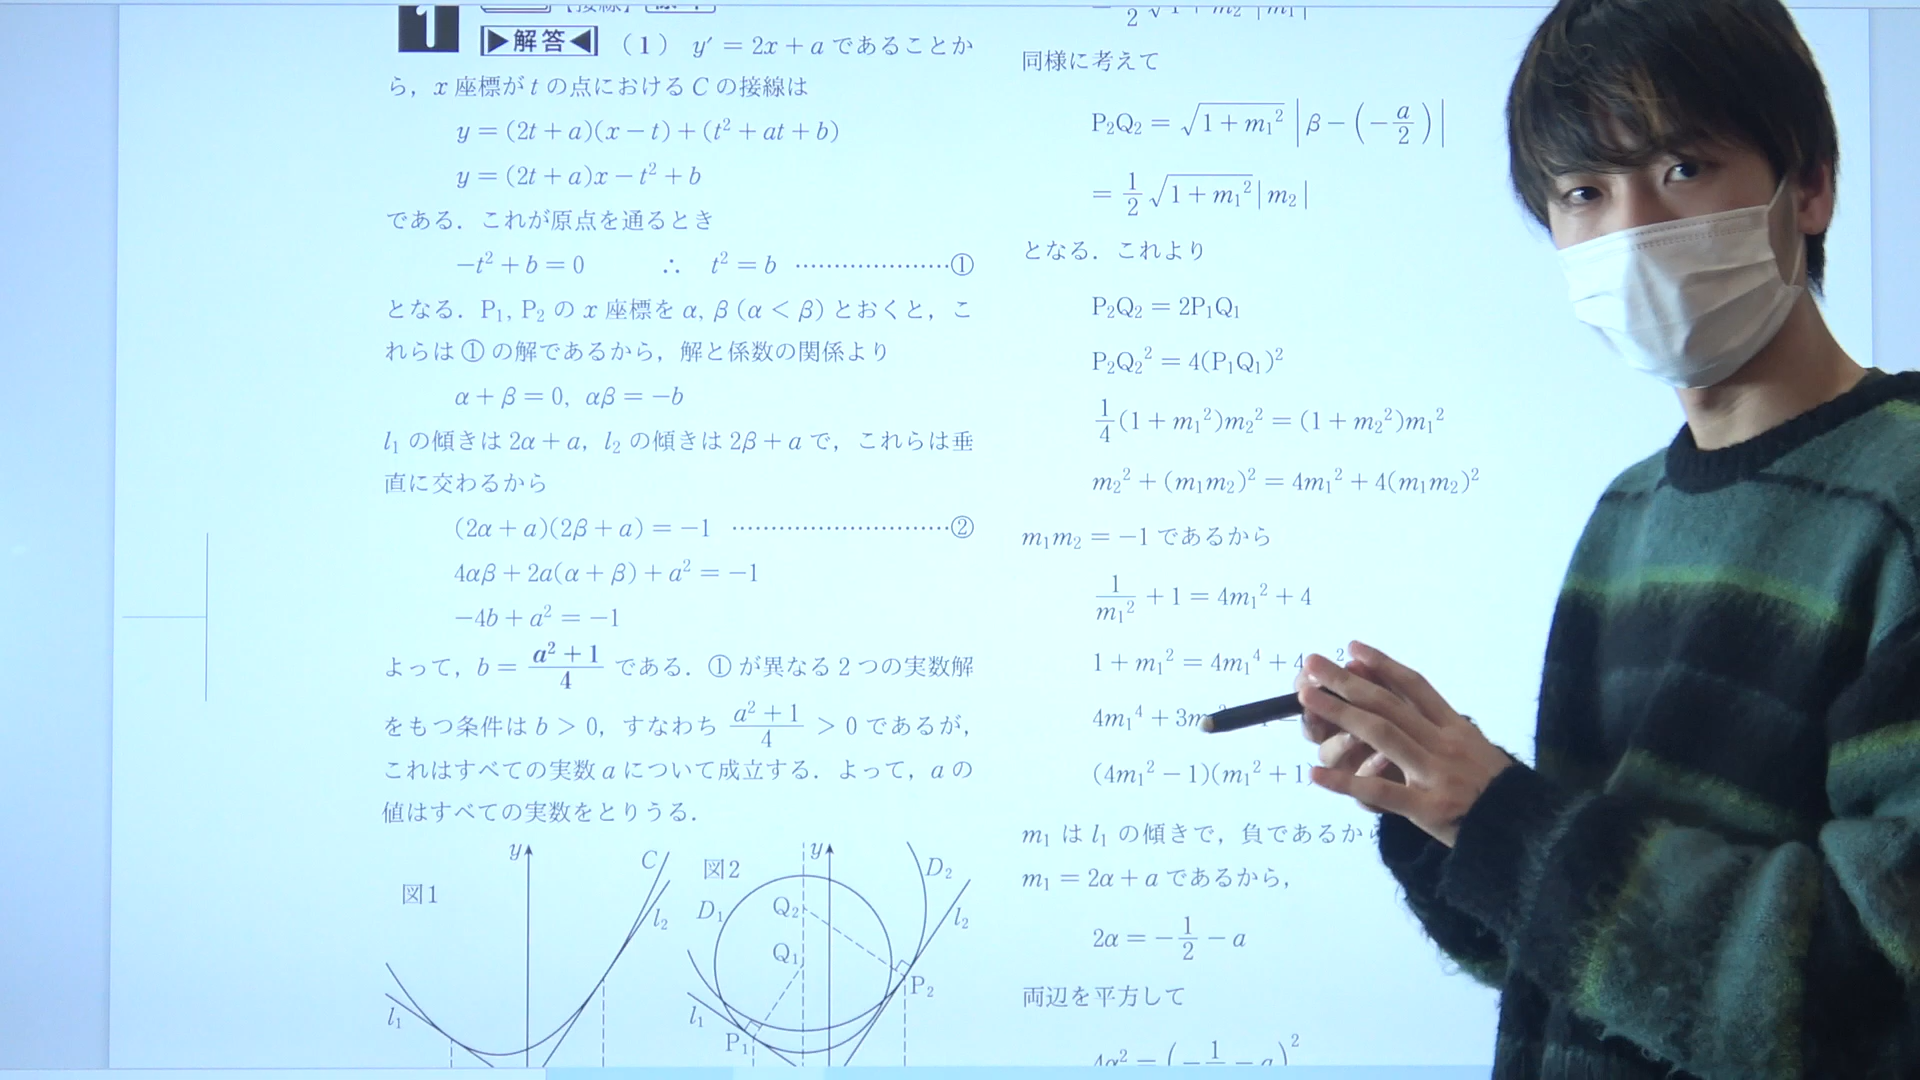 1
▶解答◀ （1） y′ = 2x + a であることか
ら，x 座標が t の点における C の接線は
y = (2t + a)(x − t) + (t² + at + b)
y = (2t + a)x − t² + b
である．これが原点を通るとき
−t² + b = 0 ∴ t² = b ⋯⋯⋯⋯⋯⋯⋯①
となる．P₁, P₂ の x 座標を α, β (α < β) とおくと，こ
れらは ① の解であるから，解と係数の関係より
α + β = 0, αβ = −b
l₁ の傾きは 2α + a, l₂ の傾きは 2β + a で，これらは垂
直に交わるから
(2α + a)(2β + a) = −1 ⋯⋯⋯⋯⋯⋯⋯⋯⋯②
4αβ + 2a(α + β) + a² = −1
−4b + a² = −1
よって，b = (a² + 1)/4 である．① が異なる 2 つの実数解
をもつ条件は b > 0，すなわち (a² + 1)/4 > 0 であるが，
これはすべての実数 a について成立する．よって，a の
値はすべての実数をとりうる．
図1
y
C
l₂
l₁
図2
y
D₂
D₁
Q₂
l₂
Q₁
P₂
l₁
P₁
同様に考えて
P₂Q₂ = √(1 + m₁²) |β − (−a/2)|
= 1/2 √(1 + m₁²) |m₂|
となる．これより
P₂Q₂ = 2P₁Q₁
P₂Q₂² = 4(P₁Q₁)²
1/4 (1 + m₁²)m₂² = (1 + m₂²)m₁²
m₂² + (m₁m₂)² = 4m₁² + 4(m₁m₂)²
m₁m₂ = −1 であるから
1/m₁² + 1 = 4m₁² + 4
1 + m₁² = 4m₁⁴ + 4
4m₁⁴ + 3m
(4m₁² − 1)(m₁² + 1)
m₁ は l₁ の傾きで，負であるから
m₁ = 2α + a であるから，
2α = −1/2 − a
両辺を平方して
4α² = (−1/2 − a)²